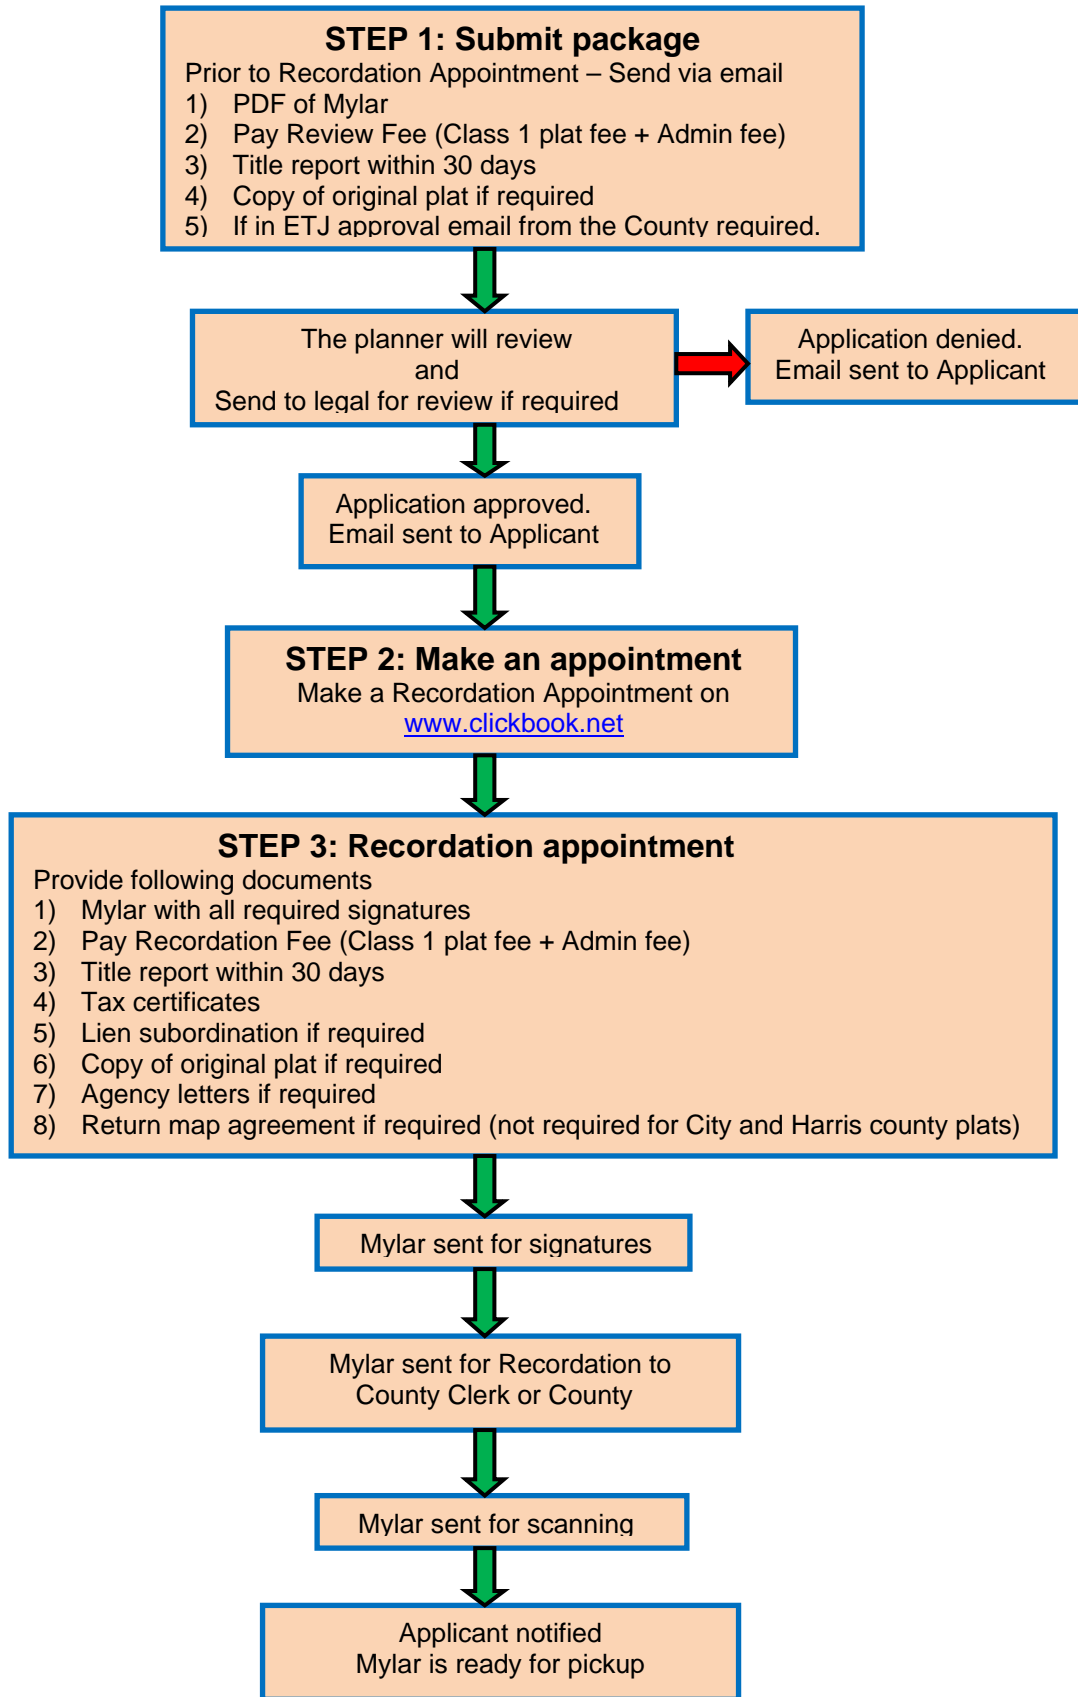 STEP 1: Submit package
Prior to Recordation Appointment – Send via email
1) PDF of Mylar
2) Pay Review Fee (Class 1 plat fee + Admin fee)
3) Title report within 30 days
4) Copy of original plat if required
5) If in ETJ approval email from the County required.
The planner will review
and
Send to legal for review if required
Application denied.
Email sent to Applicant
Application approved.
Email sent to Applicant
STEP 2: Make an appointment
Make a Recordation Appointment on
www.clickbook.net
STEP 3: Recordation appointment
Provide following documents
1) Mylar with all required signatures
2) Pay Recordation Fee (Class 1 plat fee + Admin fee)
3) Title report within 30 days
4) Tax certificates
5) Lien subordination if required
6) Copy of original plat if required
7) Agency letters if required
8) Return map agreement if required (not required for City and Harris county plats)
Mylar sent for signatures
Mylar sent for Recordation to
County Clerk or County
Mylar sent for scanning
Applicant notified
Mylar is ready for pickup